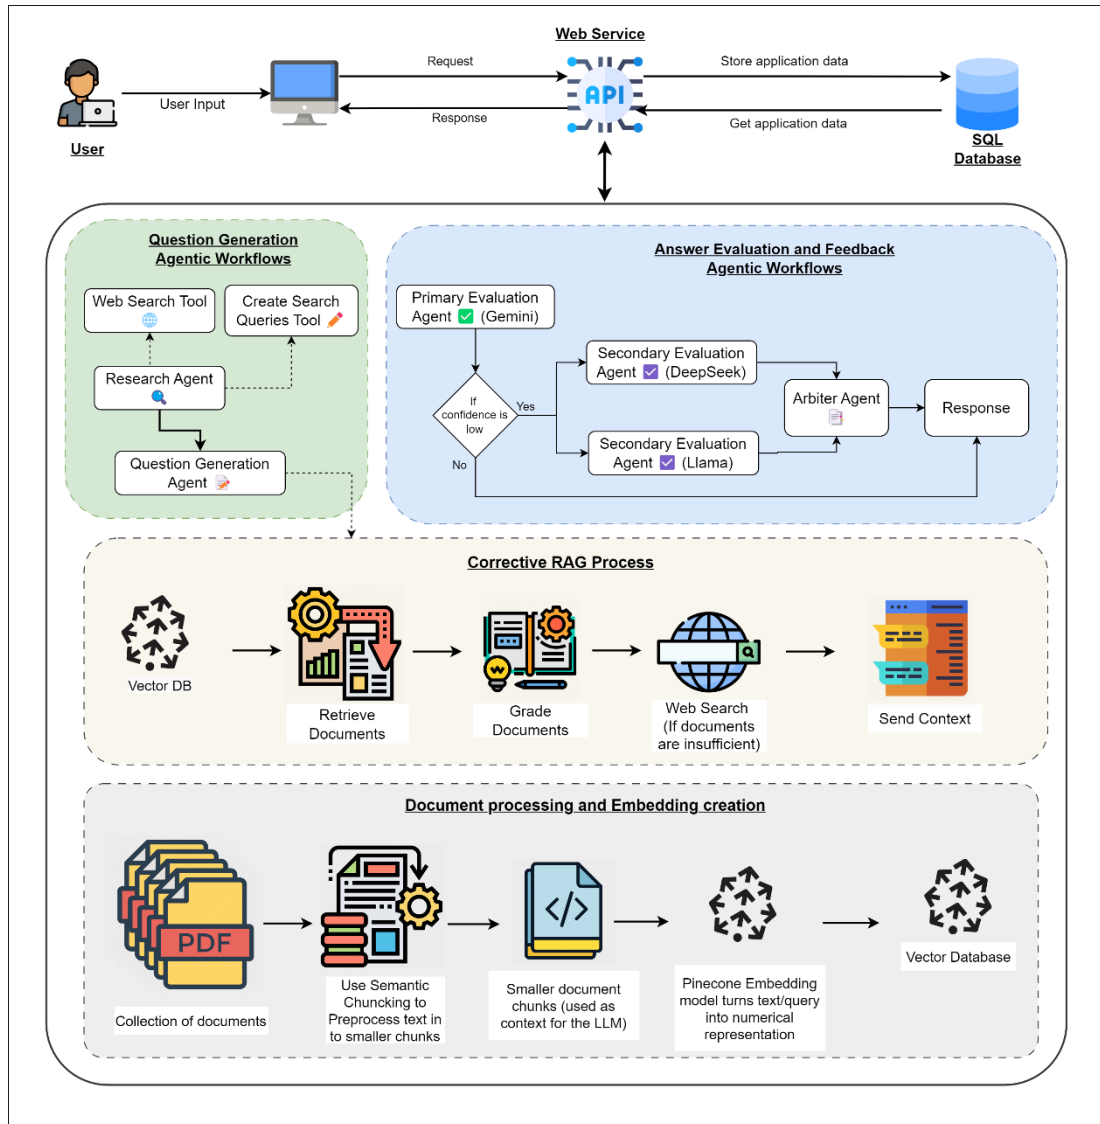 Web Service
Request
Store application data
API
User Input
Response
Get application data
User
SQL
Database
Question Generation
Agentic Workflows
Web Search Tool
Create Search
Queries Tool
Research Agent
Question Generation
Agent
Answer Evaluation and Feedback
Agentic Workflows
Primary Evaluation
Agent ✅ (Gemini)
If
confidence is
low
Yes
No
Secondary Evaluation
Agent ☑ (DeepSeek)
Secondary Evaluation
Agent ☑ (Llama)
Arbiter Agent
Response
Corrective RAG Process
Vector DB
Retrieve
Documents
Grade
Documents
Web Search
(If documents
are insufficient)
Send Context
Document processing and Embedding creation
PDF
Collection of documents
Use Semantic
Chuncking to
Preprocess text in
to smaller chunks
Smaller document
chunks (used as
context for the LLM)
Pinecone Embedding
model turns text/query
into numerical
representation
Vector Database